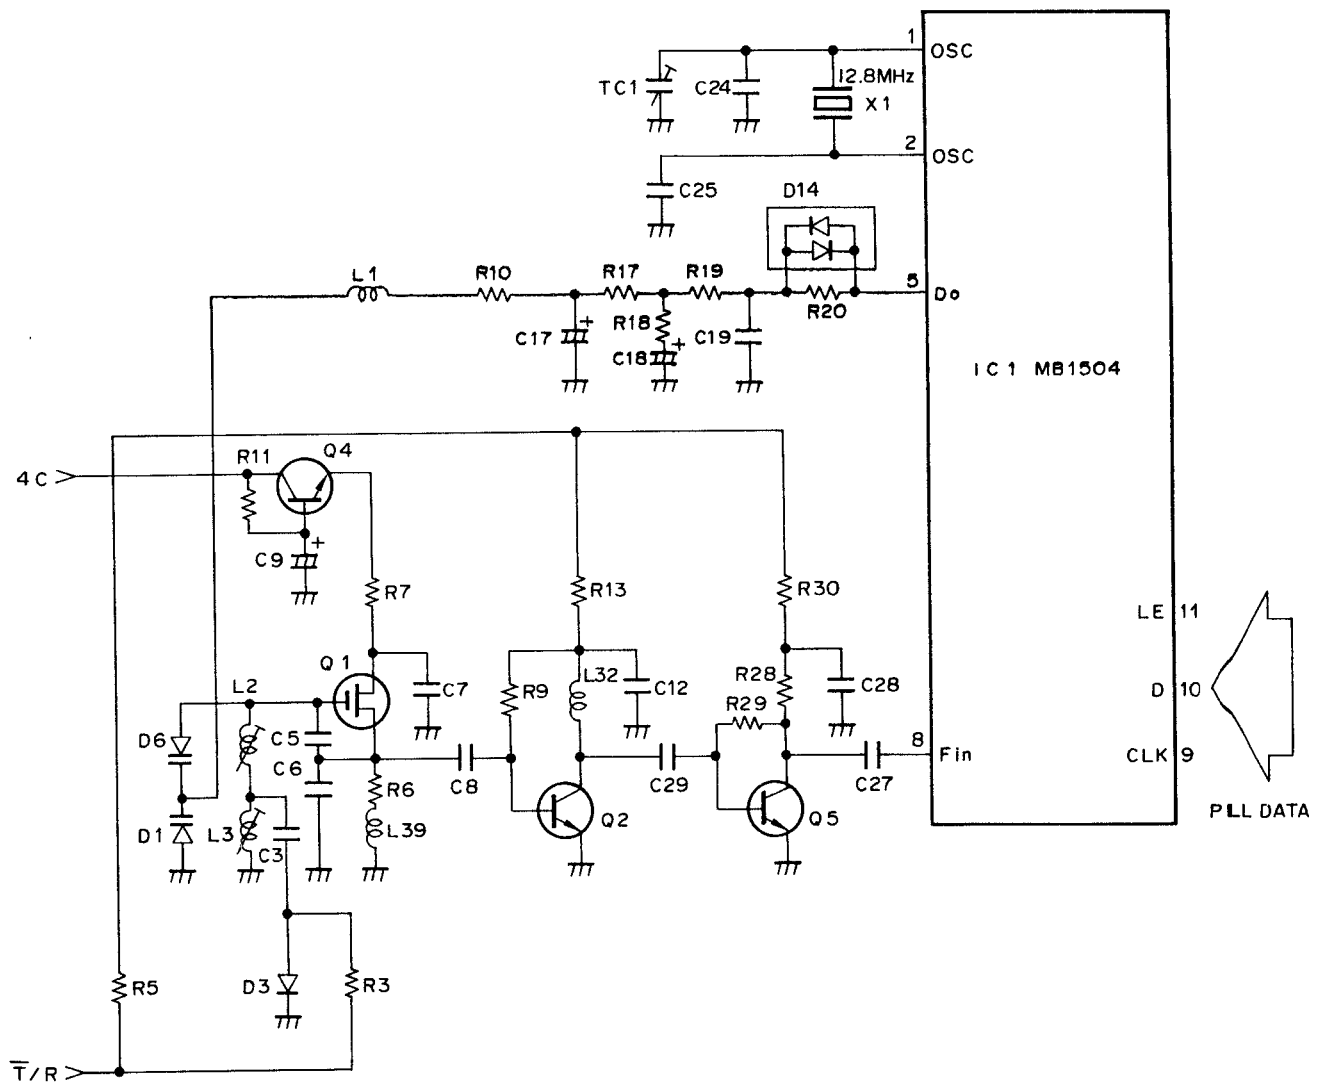 1
OSC
TC1
C24
12.8MHz
X1
2
OSC
C25
D14
L1
R10
R17
R19
5
Do
R20
C17
+
R18
C18
+
C19
IC1 MB1504
4C
R11
Q4
C9
+
R7
R13
R30
LE 11
Q1
L2
C7
R9
L32
C12
R28
R29
C28
D 10
D6
C5
C6
C8
C29
C27
8
Fin
CLK 9
R6
D1
L3
C3
L39
Q2
Q5
PLL DATA
R5
D3
R3
T̅/R